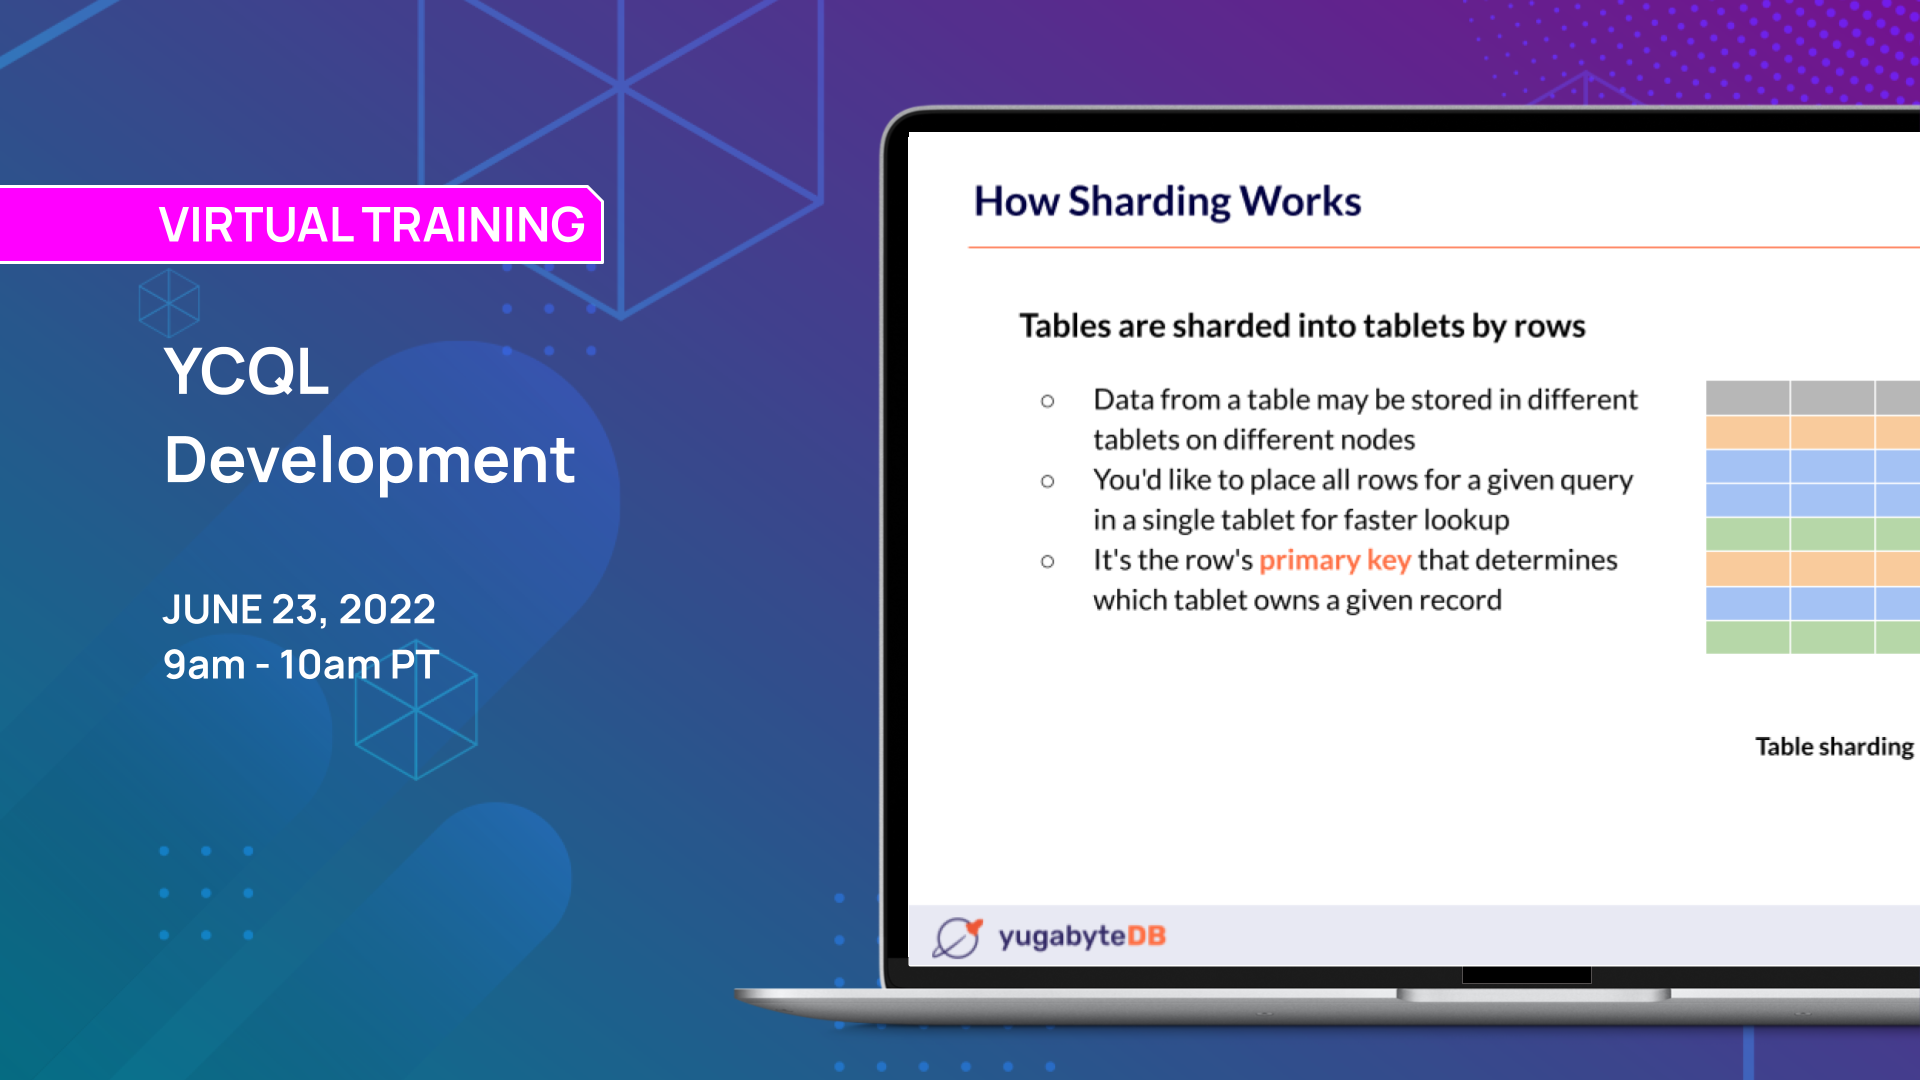 VIRTUAL TRAINING
YCQL
Development
JUNE 23, 2022
9am - 10am PT
How Sharding Works
Tables are sharded into tablets by rows
○ Data from a table may be stored in different
tablets on different nodes
○ You'd like to place all rows for a given query
in a single tablet for faster lookup
○ It's the row's primary key that determines
which tablet owns a given record
Table sharding
yugabyteDB